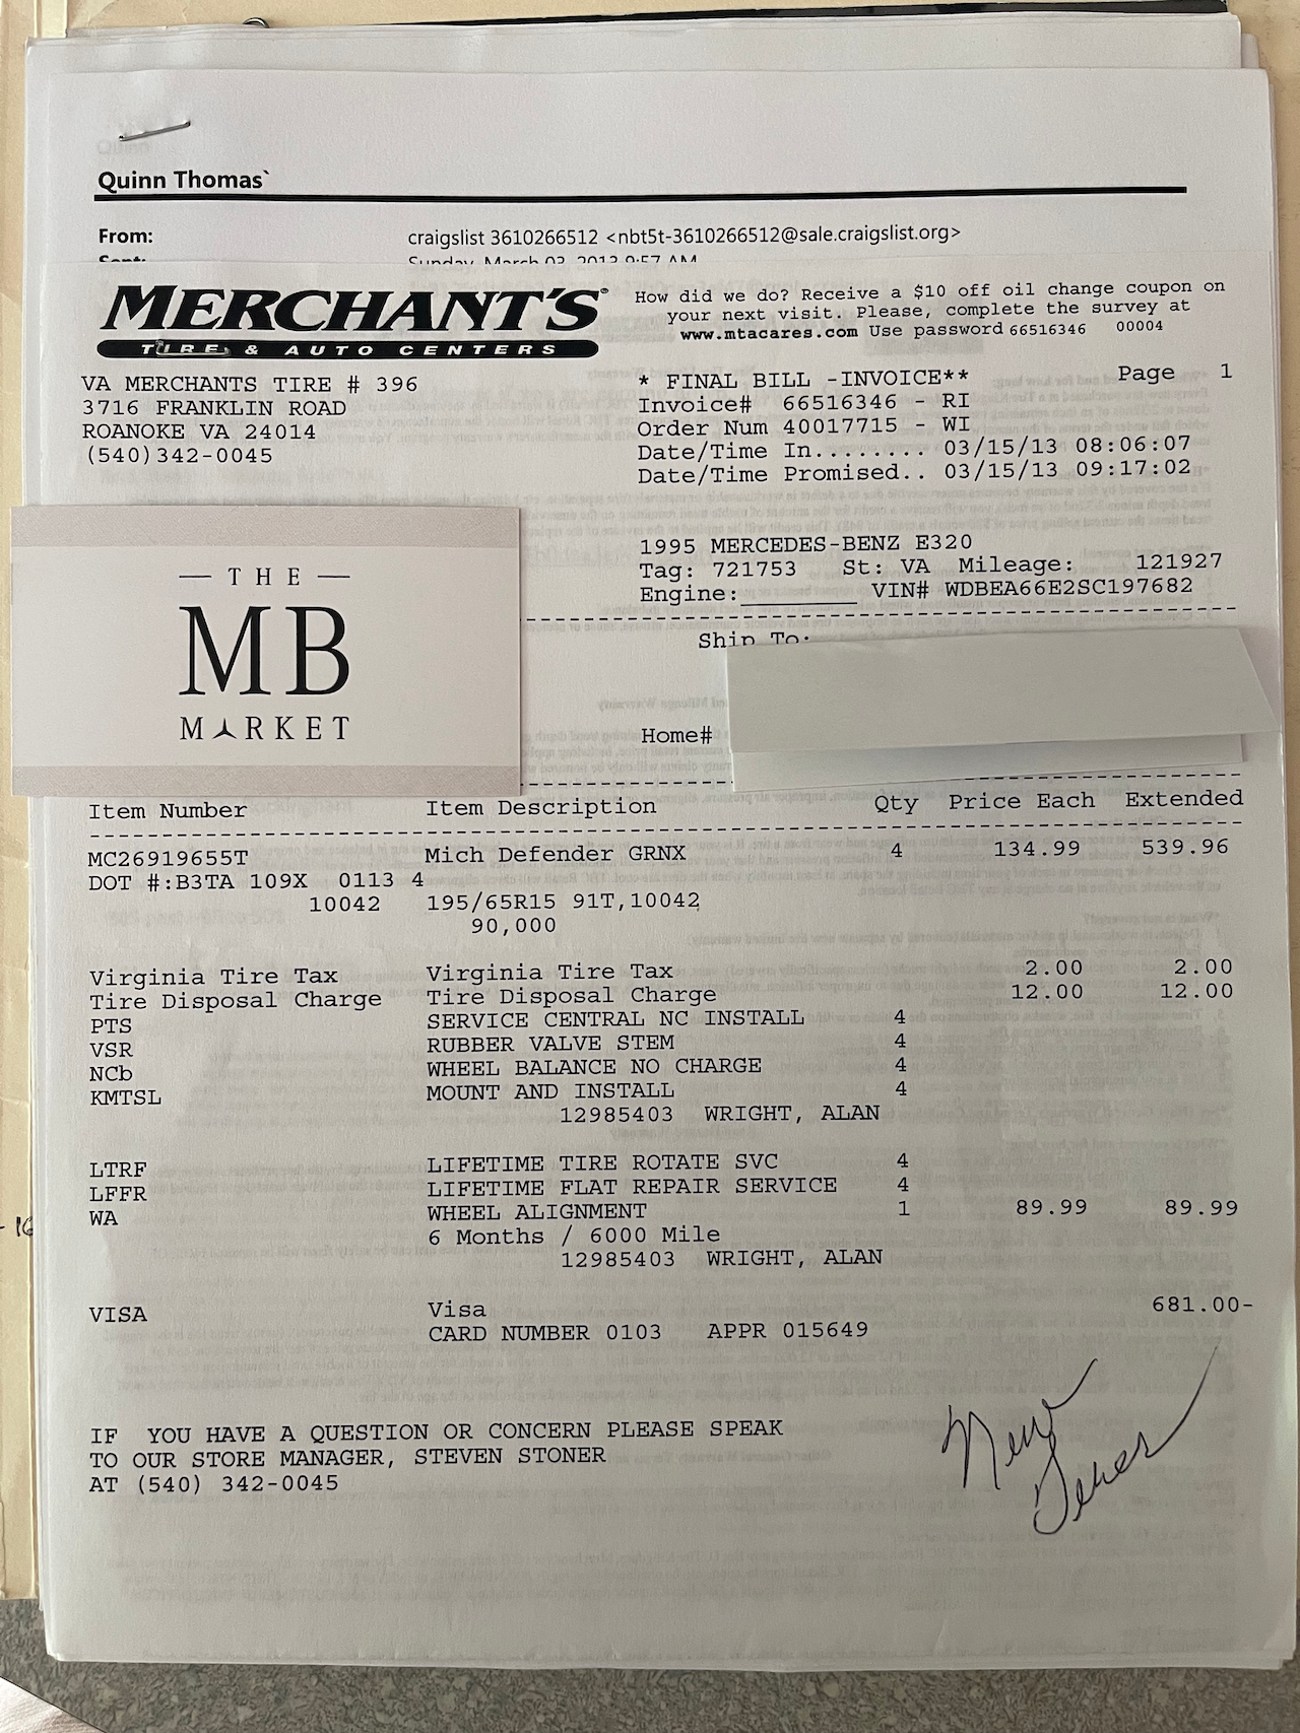 Quinn Thomas`
From: craigslist 3610266512 <nbt5t-3610266512@sale.craigslist.org>
Sent: Sunday, March 03, 2013 9:57 AM
MERCHANT'S
TIRE & AUTO CENTERS
How did we do? Receive a $10 off oil change coupon on
your next visit. Please, complete the survey at
www.mtacares.com Use password 66516346 00004
VA MERCHANTS TIRE # 396
3716 FRANKLIN ROAD
ROANOKE VA 24014
(540)342-0045
* FINAL BILL -INVOICE** Page 1
Invoice# 66516346 - RI
Order Num 40017715 - WI
Date/Time In........ 03/15/13 08:06:07
Date/Time Promised.. 03/15/13 09:17:02
1995 MERCEDES-BENZ E320
Tag: 721753 St: VA Mileage: 121927
Engine:________ VIN# WDBEA66E2SC197682
— THE —
MB
MARKET
Ship To:
Home#
Item Number Item Description Qty Price Each Extended
MC26919655T Mich Defender GRNX 4 134.99 539.96
DOT #:B3TA 109X 0113 4
10042 195/65R15 91T,10042
90,000
Virginia Tire Tax Virginia Tire Tax 2.00 2.00
Tire Disposal Charge Tire Disposal Charge 12.00 12.00
PTS SERVICE CENTRAL NC INSTALL 4
VSR RUBBER VALVE STEM 4
NCb WHEEL BALANCE NO CHARGE 4
KMTSL MOUNT AND INSTALL 4
12985403 WRIGHT, ALAN
LTRF LIFETIME TIRE ROTATE SVC 4
LFFR LIFETIME FLAT REPAIR SERVICE 4
WA WHEEL ALIGNMENT 1 89.99 89.99
6 Months / 6000 Mile
12985403 WRIGHT, ALAN
VISA Visa 681.00-
CARD NUMBER 0103 APPR 015649
IF YOU HAVE A QUESTION OR CONCERN PLEASE SPEAK
TO OUR STORE MANAGER, STEVEN STONER
AT (540) 342-0045
- 16
New